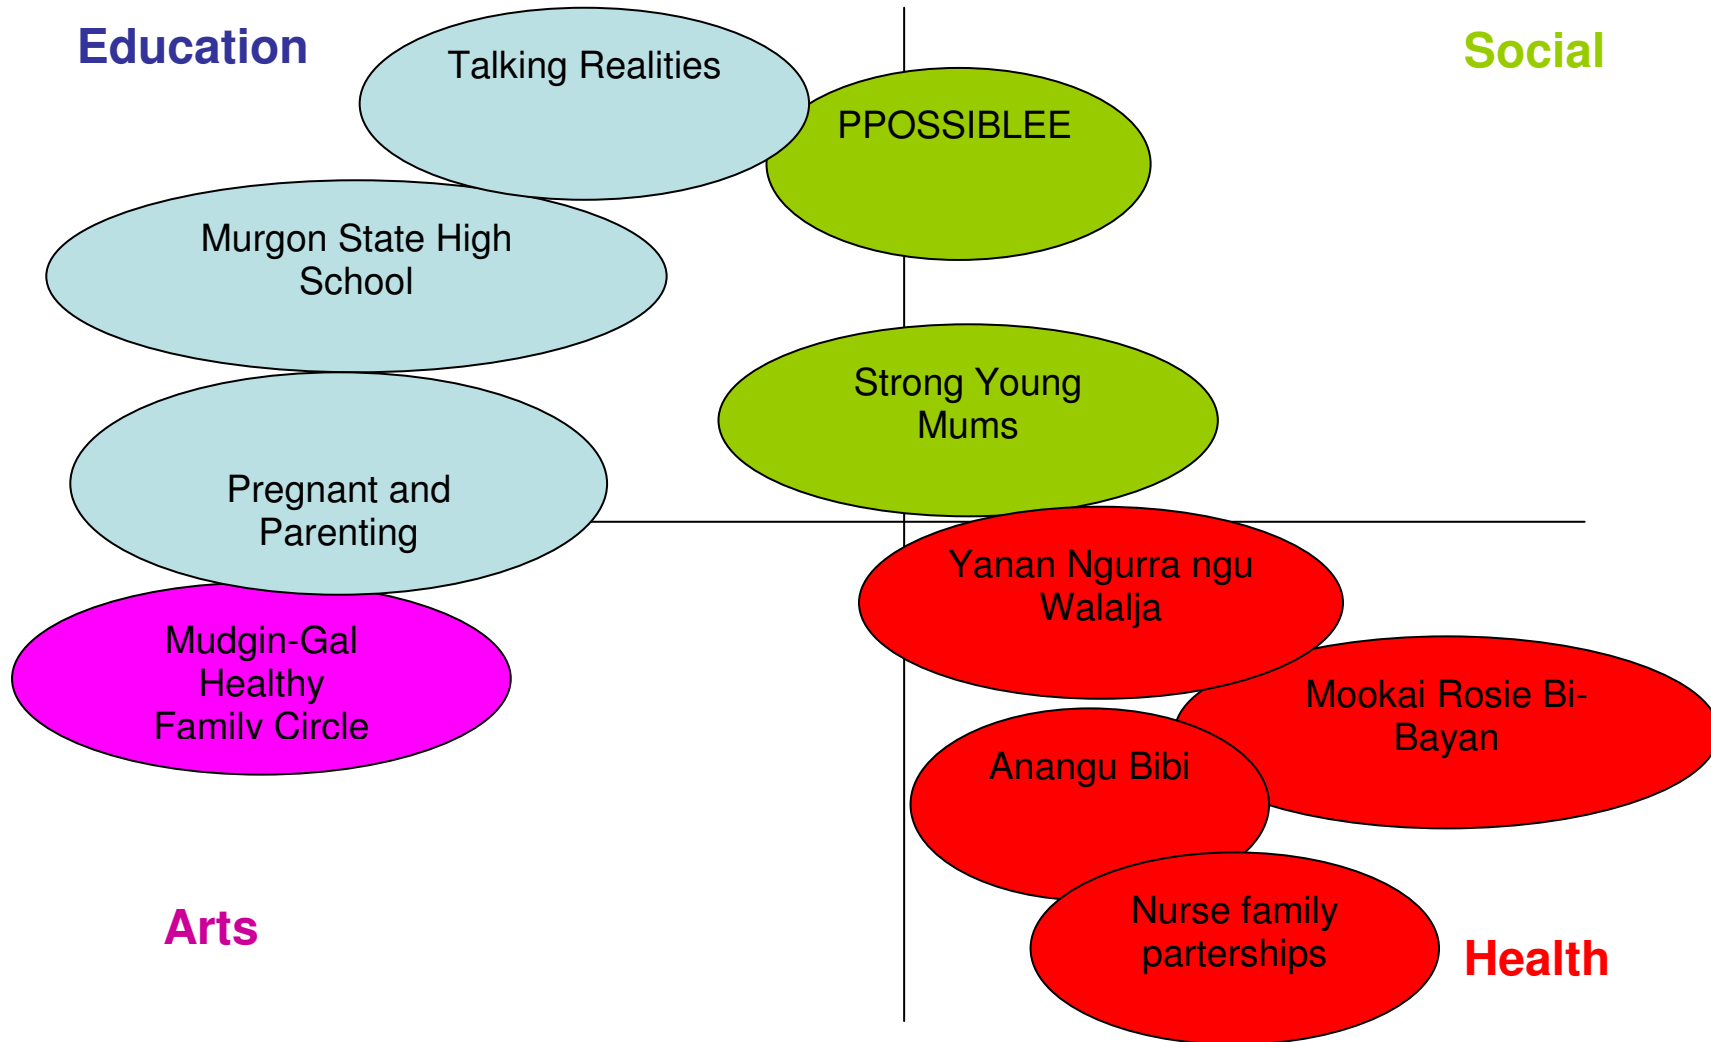 Education
Talking Realities
Social
PPOSSIBLEE
Murgon State High
School
Strong Young
Mums
Pregnant and
Parenting
Yanan Ngurra ngu
Walalja
Mudgin-Gal
Healthy
Family Circle
Mookai Rosie Bi-
Bayan
Anangu Bibi
Arts
Nurse family
parterships
Health